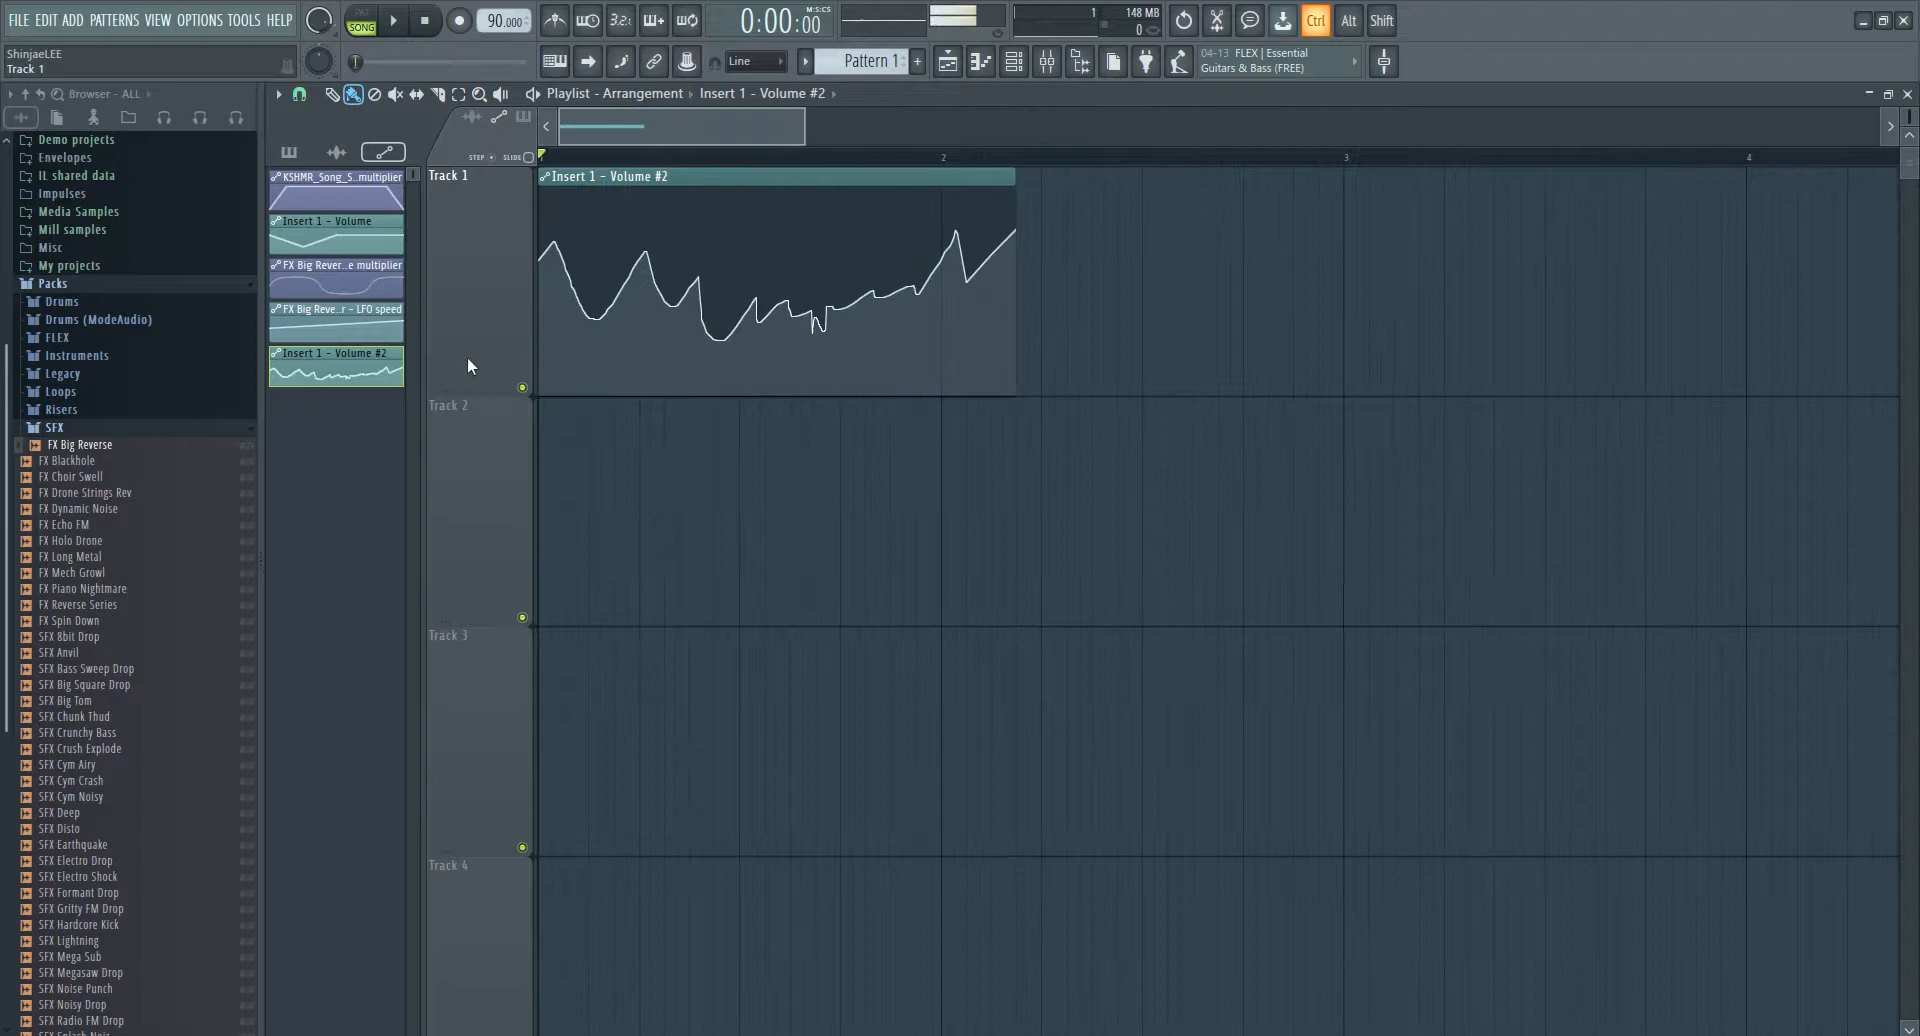 FILE EDIT ADD PATTERNS VIEW OPTIONS TOOLS HELP
PAT
SONG
90.000
3.2
0:00:00
M:S:CS
1
148 MB
0
Ctrl
Alt
Shift
ShinjaeLEE
Track 1
Line
Pattern 1
04-13 FLEX | Essential
Guitars & Bass (FREE)
Browser - ALL
Playlist - Arrangement
Insert 1 - Volume #2
STEP
SLIDE
1
2
3
4
Demo projects
Envelopes
IL shared data
Impulses
Media Samples
Mill samples
Misc
My projects
Packs
Drums
Drums (ModeAudio)
FLEX
Instruments
Legacy
Loops
Risers
SFX
FX Big Reverse
FX Blackhole
FX Choir Swell
FX Drone Strings Rev
FX Dynamic Noise
FX Echo FM
FX Holo Drone
FX Long Metal
FX Mech Growl
FX Piano Nightmare
FX Reverse Series
FX Spin Down
SFX 8bit Drop
SFX Anvil
SFX Bass Sweep Drop
SFX Big Square Drop
SFX Big Tom
SFX Chunk Thud
SFX Crunchy Bass
SFX Crush Explode
SFX Cym Airy
SFX Cym Crash
SFX Cym Noisy
SFX Deep
SFX Disto
SFX Earthquake
SFX Electro Drop
SFX Electro Shock
SFX Formant Drop
SFX Gritty FM Drop
SFX Hardcore Kick
SFX Lightning
SFX Mega Sub
SFX Megasaw Drop
SFX Noise Punch
SFX Noisy Drop
SFX Radio FM Drop
KSHMR_Song_S..multiplier
Insert 1 - Volume
FX Big Rever..e multiplier
FX Big Reve..r - LFO speed
Insert 1 - Volume #2
Track 1
Insert 1 - Volume #2
Track 2
Track 3
Track 4